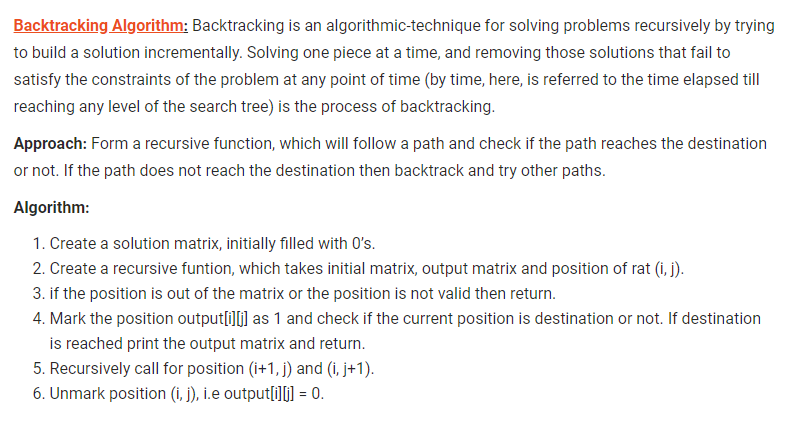 Backtracking Algorithm: Backtracking is an algorithmic-technique for solving problems recursively by trying
to build a solution incrementally. Solving one piece at a time, and removing those solutions that fail to
satisfy the constraints of the problem at any point of time (by time, here, is referred to the time elapsed till
reaching any level of the search tree) is the process of backtracking.
Approach: Form a recursive function, which will follow a path and check if the path reaches the destination
or not. If the path does not reach the destination then backtrack and try other paths.
Algorithm:
1. Create a solution matrix, initially filled with 0's.
2. Create a recursive funtion, which takes initial matrix, output matrix and position of rat (i, j).
3. if the position is out of the matrix or the position is not valid then return.
4. Mark the position output[i][j] as 1 and check if the current position is destination or not. If destination
is reached print the output matrix and return.
5. Recursively call for position (i+1, j) and (i, j+1).
6. Unmark position (i, j), i.e output[i][j] = 0.